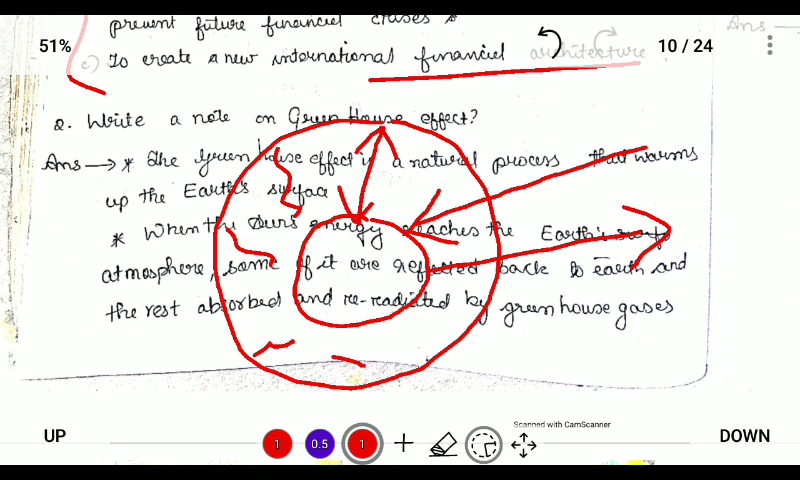 prevent future financial crises *
51%
c) To create a new international financial architecture
10 / 24
Ans →
2. Write a note on Green House effect?
Ans → * The green house effect is a natural process that warms
up the Earth's surface
* When the Sun's energy reaches the Earth's
atmosphere, some of it are reflected back to earth and
the rest absorbed and re-radiated by green house gases
Scanned with CamScanner
UP
1
0.5
1
DOWN